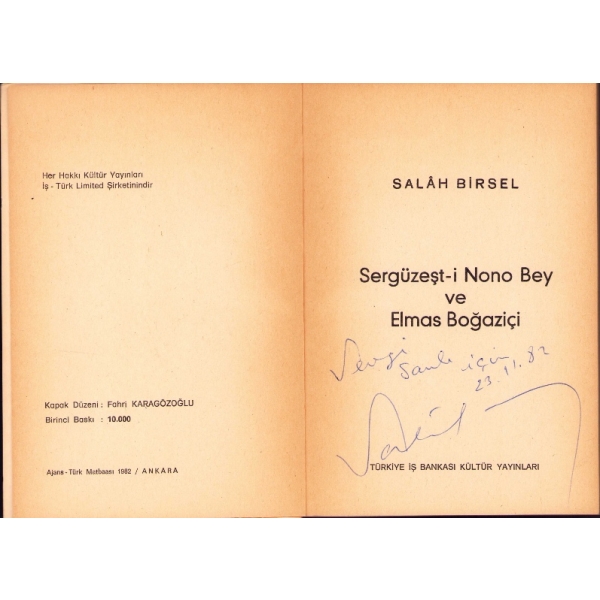 Her Hakkı Kültür Yayınları
İş - Türk Limited Şirketinindir
Kapak Düzeni : Fahri KARAGÖZOĞLU
Birinci Baskı : 10.000
Ajans - Türk Matbaası 1982 / ANKARA
SALÂH BİRSEL
Sergüzeşt-i Nono Bey
ve
Elmas Boğaziçi
Sevgi
için
23.11.82
TÜRKİYE İŞ BANKASI KÜLTÜR YAYINLARI